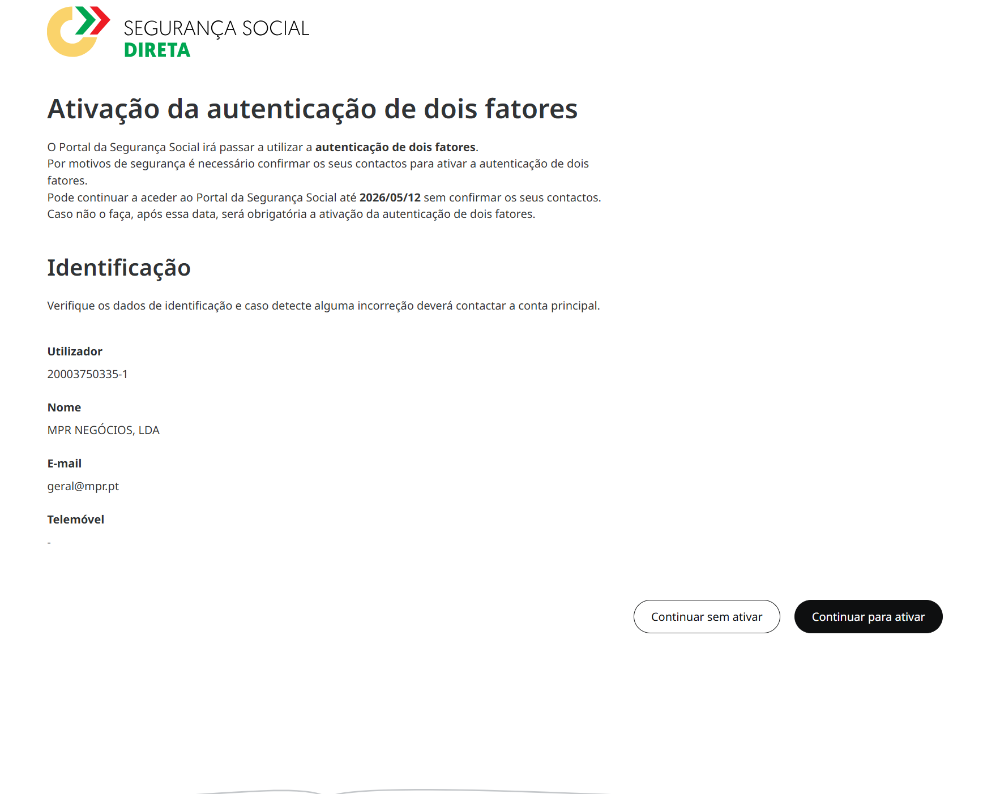 SEGURANÇA SOCIAL
DIRETA
Ativação da autenticação de dois fatores
O Portal da Segurança Social irá passar a utilizar a autenticação de dois fatores.
Por motivos de segurança é necessário confirmar os seus contactos para ativar a autenticação de dois
fatores.
Pode continuar a aceder ao Portal da Segurança Social até 2026/05/12 sem confirmar os seus contactos.
Caso não o faça, após essa data, será obrigatória a ativação da autenticação de dois fatores.
Identificação
Verifique os dados de identificação e caso detecte alguma incorreção deverá contactar a conta principal.
Utilizador
20003750335-1
Nome
MPR NEGÓCIOS, LDA
E-mail
geral@mpr.pt
Telemóvel
-
Continuar sem ativar
Continuar para ativar